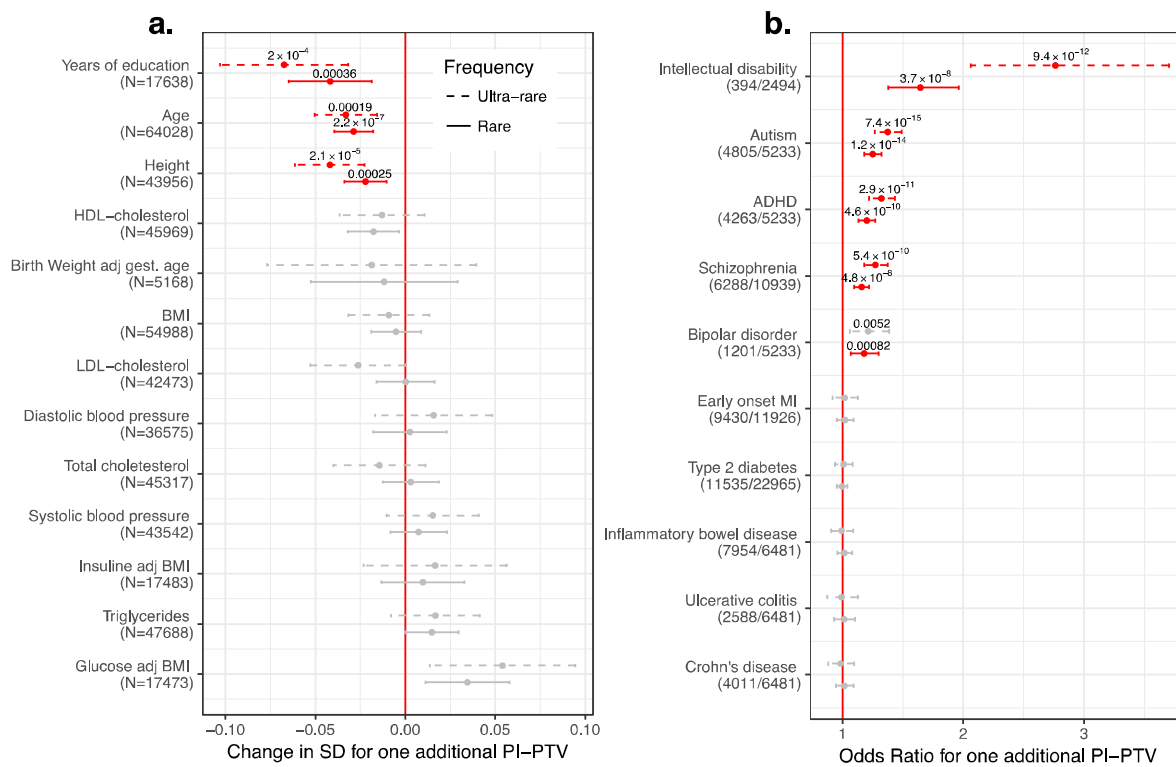 a.
Years of education
(N=17638)
2 × 10⁻⁴
0.00036
Age
(N=64028)
0.00019
2.2 × 10⁻⁷
Height
(N=43956)
2.1 × 10⁻⁵
0.00025
HDL−cholesterol
(N=45969)
Birth Weight adj gest. age
(N=5168)
BMI
(N=54988)
LDL−cholesterol
(N=42473)
Diastolic blood pressure
(N=36575)
Total choletesterol
(N=45317)
Systolic blood pressure
(N=43542)
Insuline adj BMI
(N=17483)
Triglycerides
(N=47688)
Glucose adj BMI
(N=17473)
Frequency
Ultra−rare
Rare
−0.10 −0.05 0.00 0.05 0.10
Change in SD for one additional PI−PTV
b.
Intellectual disability
(394/2494)
9.4 × 10⁻¹²
3.7 × 10⁻⁸
Autism
(4805/5233)
7.4 × 10⁻¹⁵
1.2 × 10⁻¹⁴
ADHD
(4263/5233)
2.9 × 10⁻¹¹
4.6 × 10⁻¹⁰
Schizophrenia
(6288/10939)
5.4 × 10⁻¹⁰
4.8 × 10⁻⁸
Bipolar disorder
(1201/5233)
0.0052
0.00082
Early onset MI
(9430/11926)
Type 2 diabetes
(11535/22965)
Inflammatory bowel disease
(7954/6481)
Ulcerative colitis
(2588/6481)
Crohn's disease
(4011/6481)
1 2 3
Odds Ratio for one additional PI−PTV